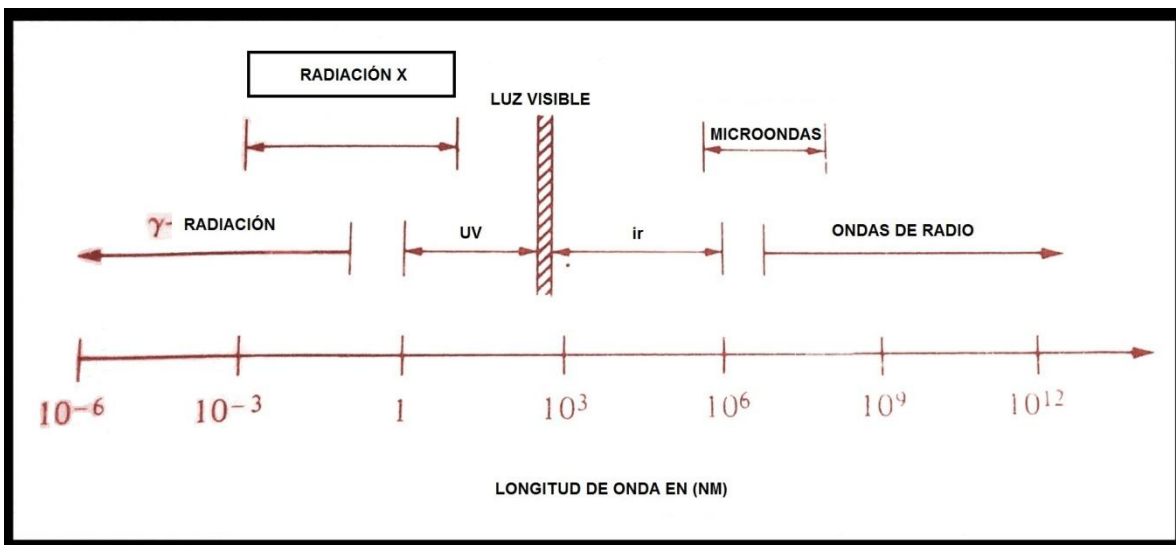 RADIACIÓN X
LUZ VISIBLE
MICROONDAS
γ- RADIACIÓN
UV
ir
ONDAS DE RADIO
10⁻⁶ 10⁻³ 1 10³ 10⁶ 10⁹ 10¹²
LONGITUD DE ONDA EN (NM)